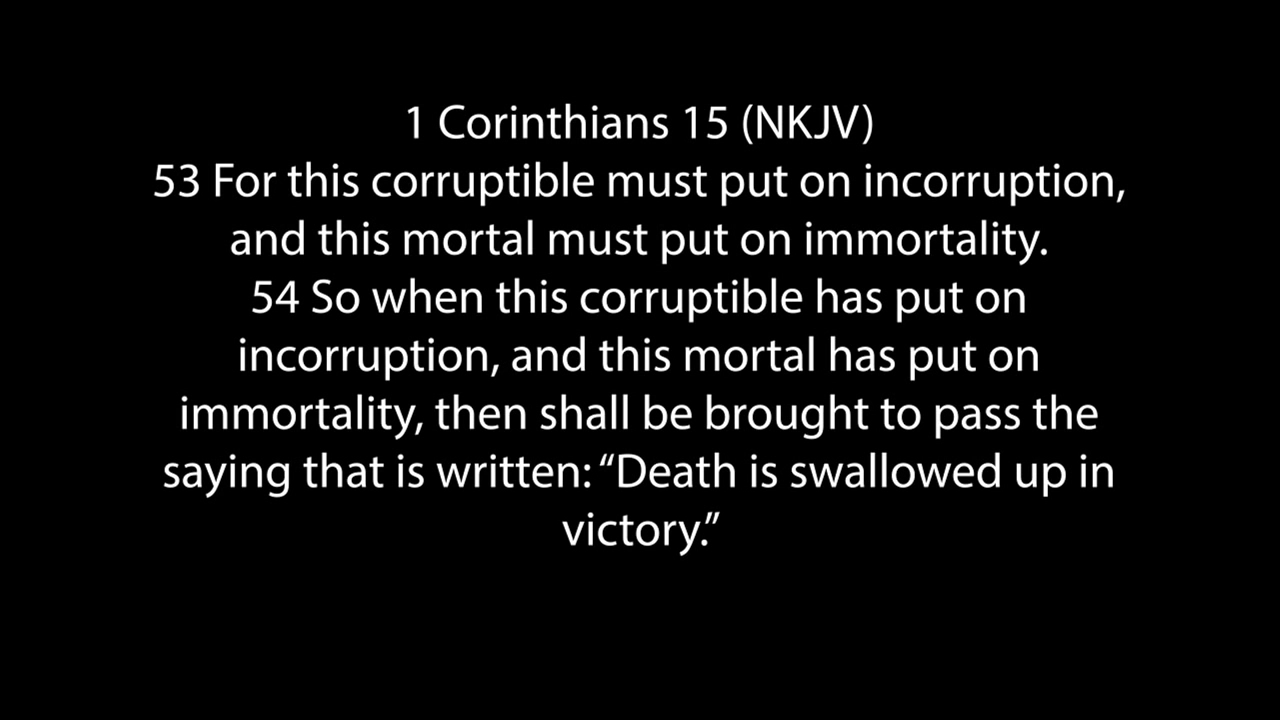 1 Corinthians 15 (NKJV)
53 For this corruptible must put on incorruption,
and this mortal must put on immortality.
54 So when this corruptible has put on
incorruption, and this mortal has put on
immortality, then shall be brought to pass the
saying that is written: “Death is swallowed up in
victory.”